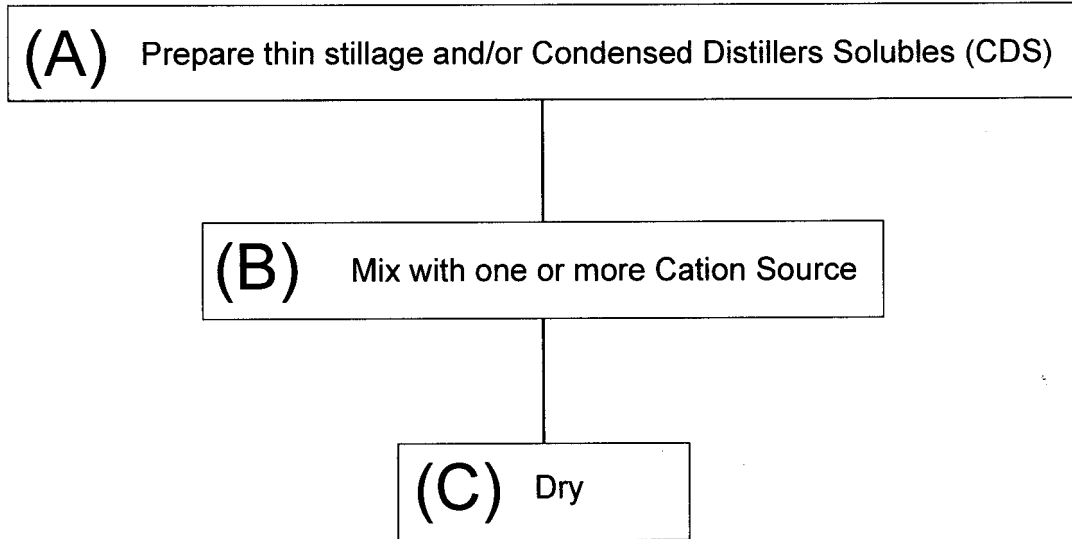 (A) Prepare thin stillage and/or Condensed Distillers Solubles (CDS)
(B) Mix with one or more Cation Source
(C) Dry